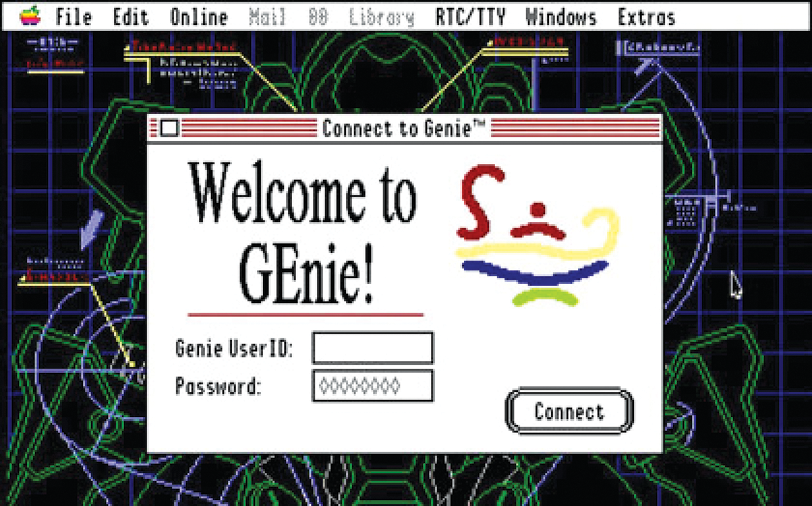 File Edit Online Mail 00 Library RTC/TTY Windows Extras
Connect to Genie™
Welcome to
GEnie!
Genie UserID:
Password: ◊◊◊◊◊◊◊◊
Connect